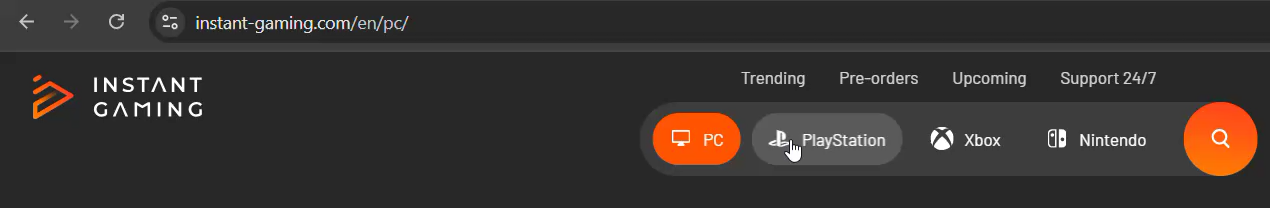 instant-gaming.com/en/pc/
INSTANT
GAMING
Trending Pre-orders Upcoming Support 24/7
PC PlayStation Xbox Nintendo